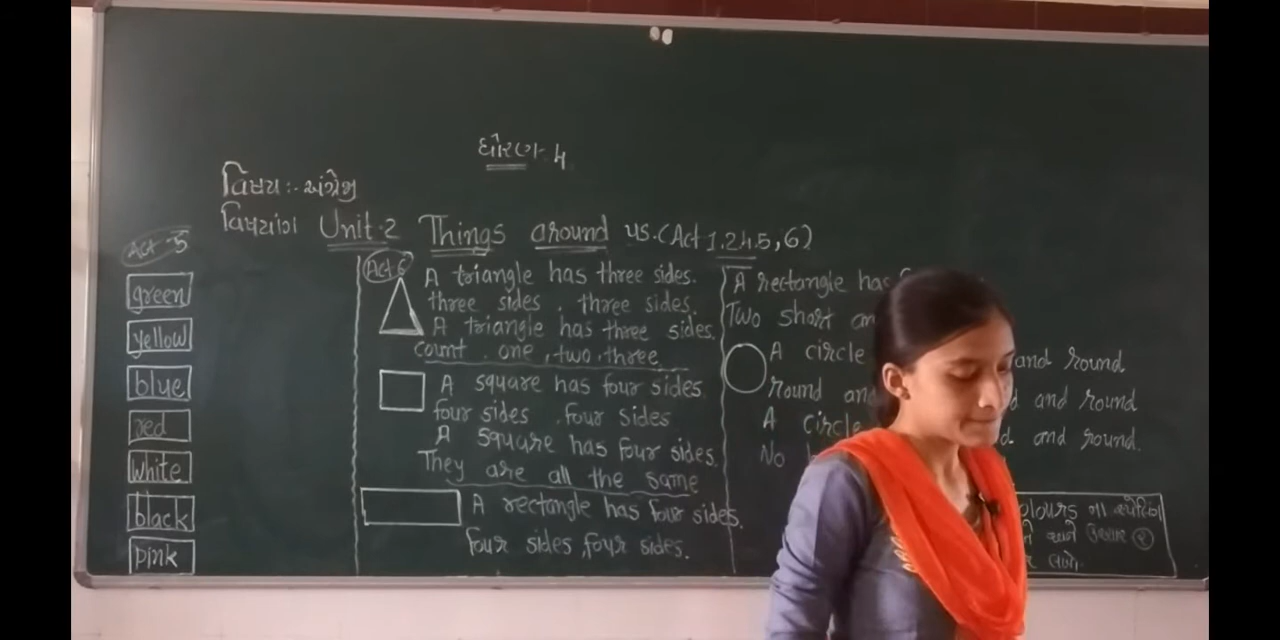 ધોરણ-4
વિષય:- અંગ્રેજી
વિષયાંગ Unit-2 Things around us.(Act 1,2,4,5,6)
Act-5
green
yellow
blue
red
white
black
pink
Act 6
A triangle has three sides.
three sides, three sides.
A triangle has three sides.
count one, two, three
A square has four sides
four sides, four sides
A square has four sides.
They are all the same
A rectangle has four sides.
four sides, four sides.
A rectangle has
Two short
A circle and round
round and round
A circle and round.
No
ના સ્પેલિંગ
અને ઉચ્ચાર
લખો.